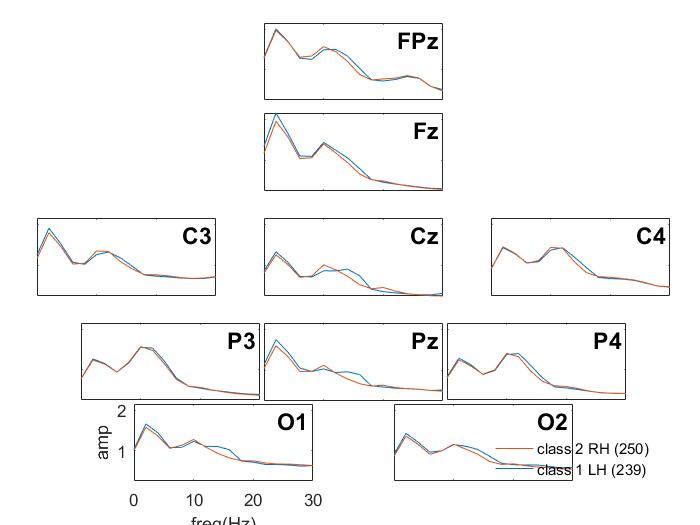 FPz
Fz
C3
Cz
C4
P3
Pz
P4
O1
O2
2
1
amp
class 2 RH (250)
class 1 LH (239)
0
10
20
30
freq(Hz)